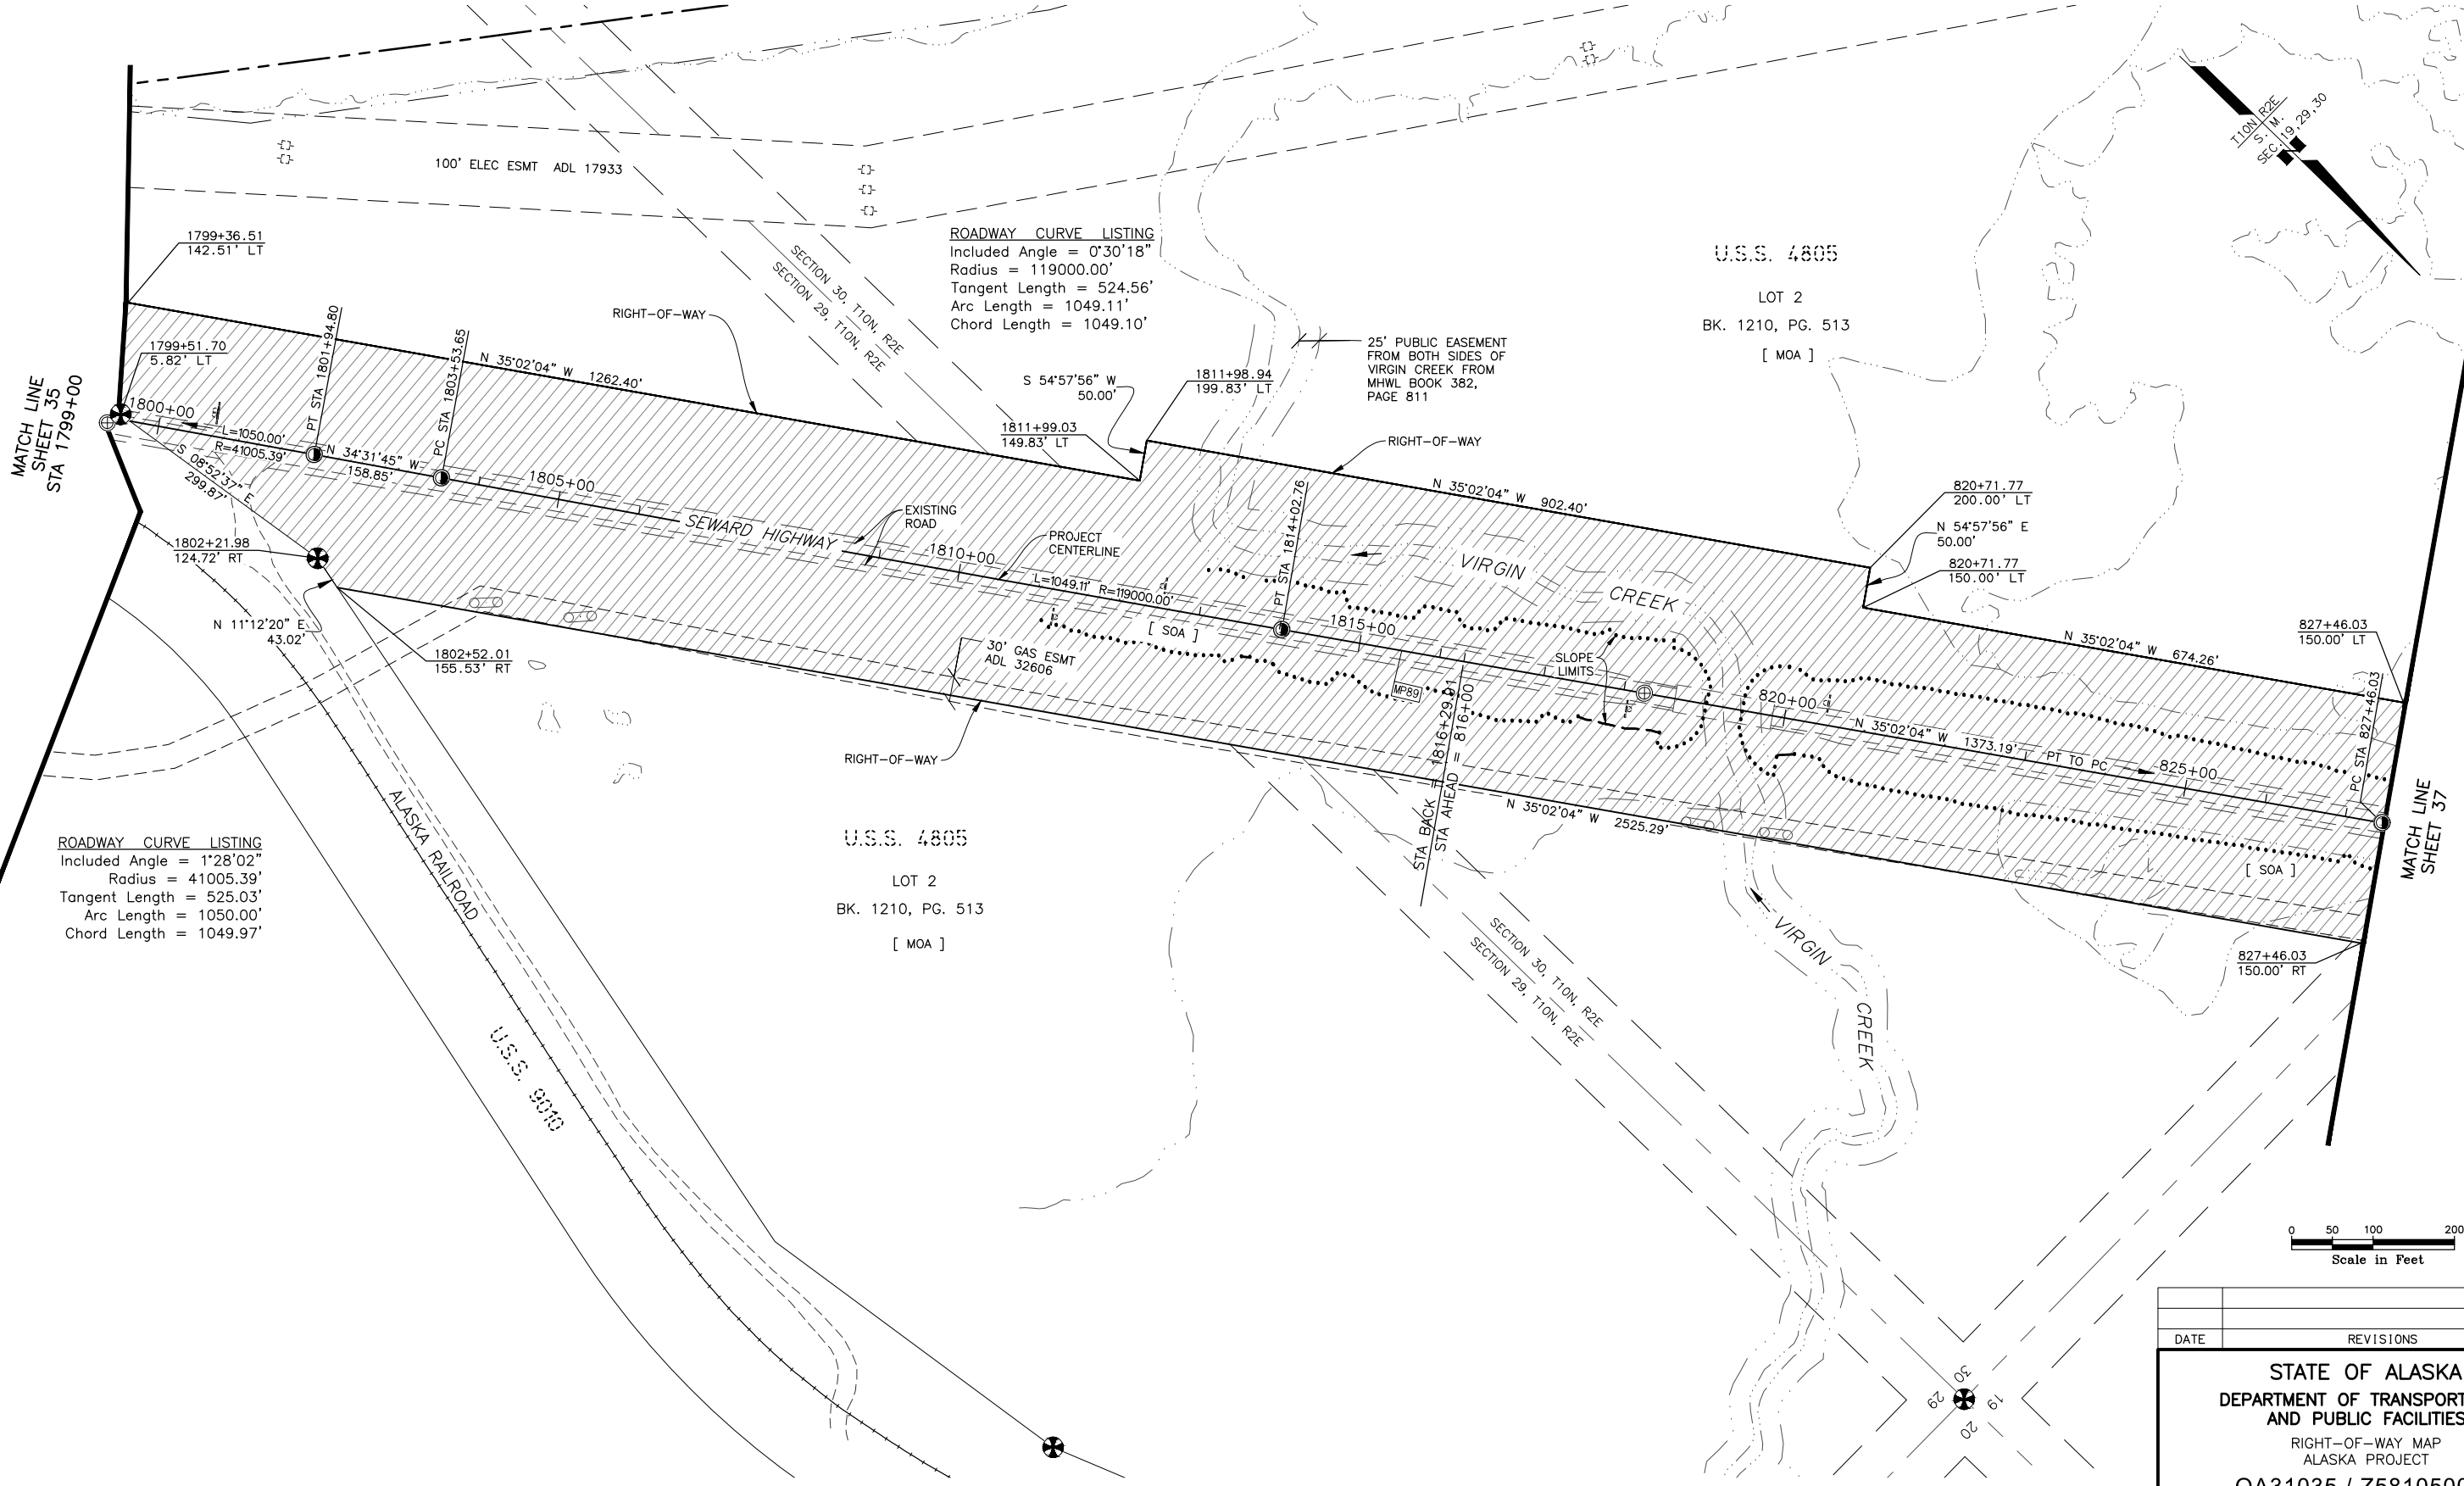 MATCH LINE
SHEET 35
STA 1799+00
1799+36.51
142.51' LT
1799+51.70
5.82' LT
100' ELEC ESMT ADL 17933
SECTION 30, T10N, R2E
SECTION 29, T10N, R2E
ROADWAY CURVE LISTING
Included Angle = 0°30'18"
Radius = 119000.00'
Tangent Length = 524.56'
Arc Length = 1049.11'
Chord Length = 1049.10'
U.S.S. 4805
LOT 2
BK. 1210, PG. 513
[ MOA ]
T10N R2E
S. M.
SEC. 19,29,30
25' PUBLIC EASEMENT
FROM BOTH SIDES OF
VIRGIN CREEK FROM
MHWL BOOK 382,
PAGE 811
RIGHT-OF-WAY
N 35°02'04" W 1262.40'
S 54°57'56" W
50.00'
1811+98.94
199.83' LT
1811+99.03
149.83' LT
RIGHT-OF-WAY
N 35°02'04" W 902.40'
820+71.77
200.00' LT
N 54°57'56" E
50.00'
820+71.77
150.00' LT
N 35°02'04" W 674.26'
827+46.03
150.00' LT
PT STA 1801+94.80
PC STA 1803+53.65
1800+00
L=1050.00'
R=41005.39'
N 34°31'45" W
158.85'
S 08°52'37" E
299.87'
1805+00
SEWARD HIGHWAY
EXISTING
ROAD
1810+00
PROJECT
CENTERLINE
L=1049.11' R=119000.00'
[ SOA ]
PT STA 1814+02.76
1815+00
VIRGIN
CREEK
SLOPE
LIMITS
MP89
STA BACK = 1816+29.91
STA AHEAD = 8816+00
820+00
N 35°02'04" W 1373.19'
PT TO PC
825+00
PC STA 827+46.03
MATCH LINE
SHEET 37
[ SOA ]
827+46.03
150.00' RT
1802+21.98
124.72' RT
N 11°12'20" E
43.02'
1802+52.01
155.53' RT
30' GAS ESMT
ADL 32606
RIGHT-OF-WAY
N 35°02'04" W 2525.29'
ROADWAY CURVE LISTING
Included Angle = 1°28'02"
Radius = 41005.39'
Tangent Length = 525.03'
Arc Length = 1050.00'
Chord Length = 1049.97'
ALASKA RAILROAD
U.S.S. 9010
U.S.S. 4805
LOT 2
BK. 1210, PG. 513
[ MOA ]
SECTION 30, T10N, R2E
SECTION 29, T10N, R2E
VIRGIN
CREEK
30
29
19
20
0 50 100 200
Scale in Feet
DATE REVISIONS
STATE OF ALASKA
DEPARTMENT OF TRANSPORT
AND PUBLIC FACILITIES
RIGHT-OF-WAY MAP
ALASKA PROJECT